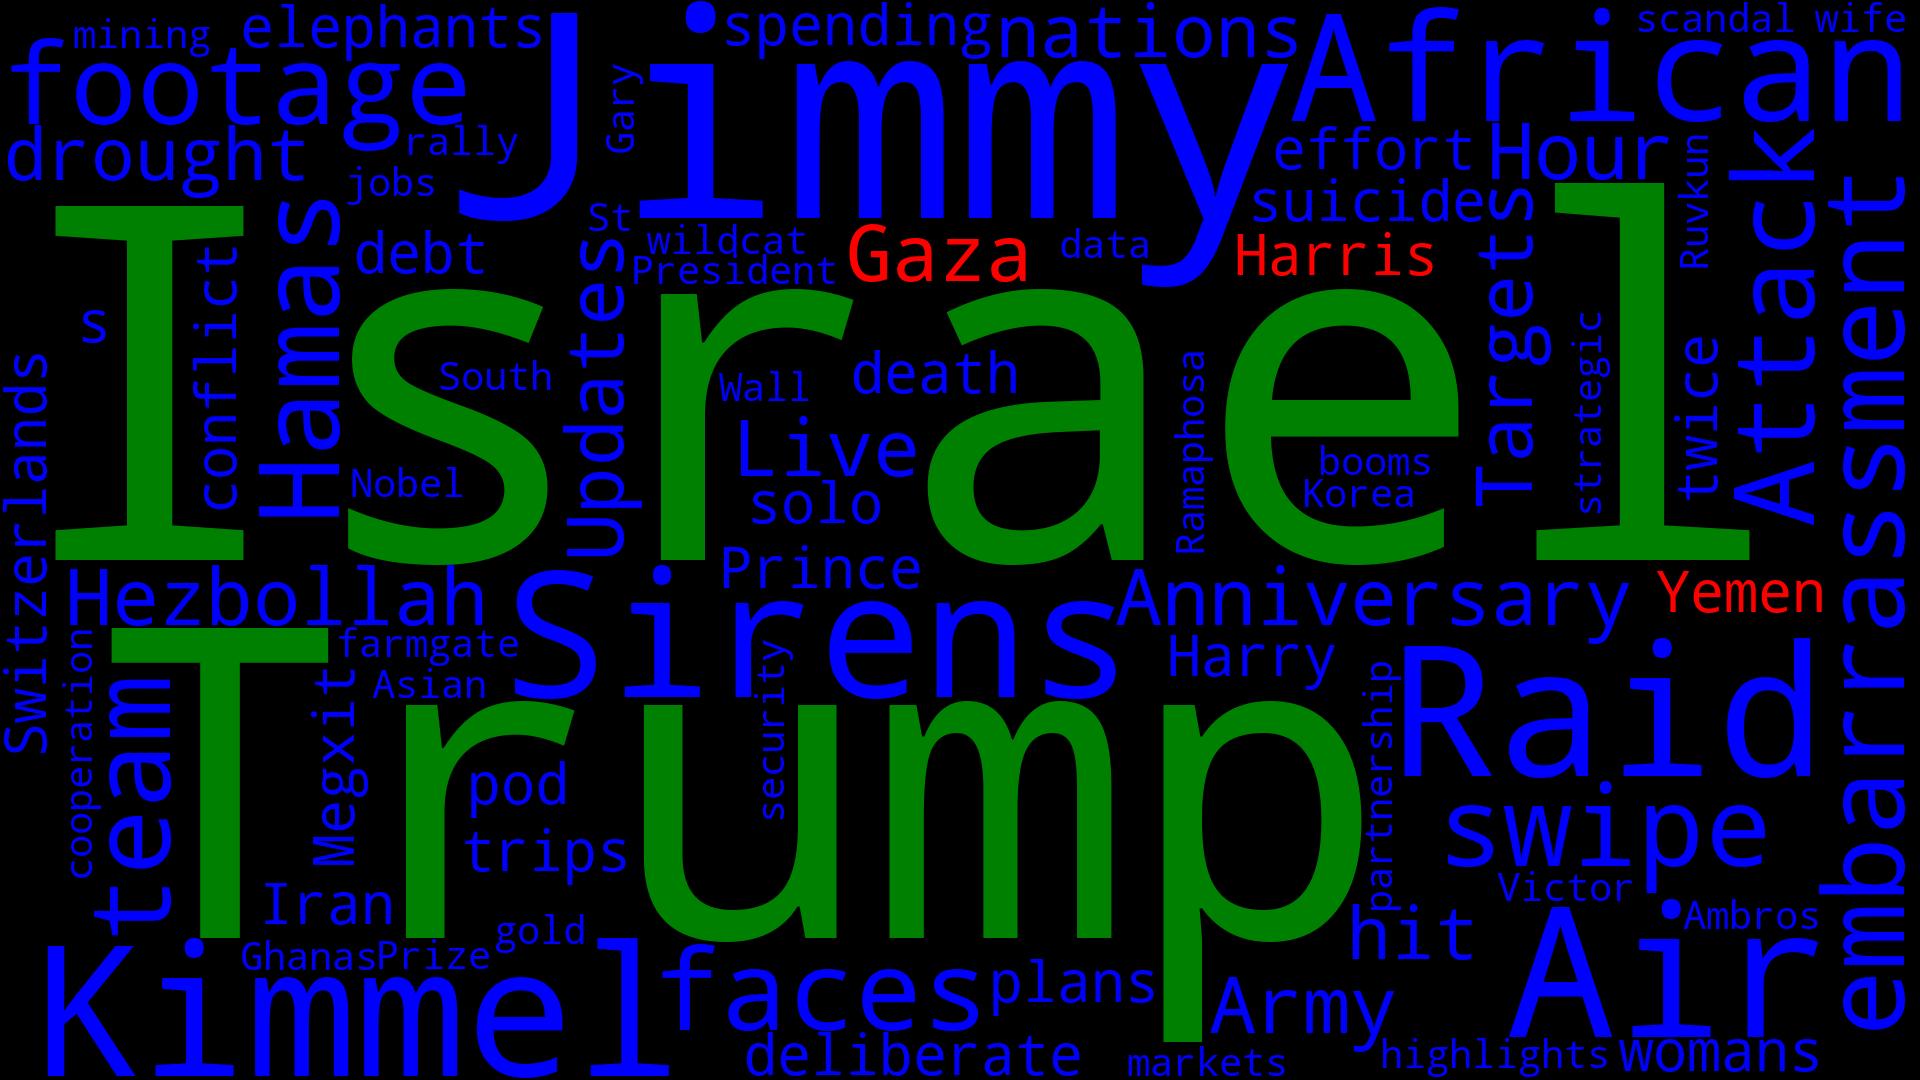 mining
elephants
Jimmy
spending
nations
African
scandal
wife
footage
Gary
drought
rally
jobs
effort
Hour
Ruvkun
Attack
embarrassment
suicides
Targets
Israel
Hamas
conflict
debt
St
Updates
wildcat
President
Gaza
data
Harris
s
South
Wall
death
Ramaphosa
strategic
twice
Switzerlands
Nobel
Live
solo
booms
Korea
Prince
Hezbollah
Sirens
Anniversary
Yemen
Trump
farmgate
Asian
cooperation
team
Megxit
security
Harry
partnership
Raid
pod
trips
swipe
Iran
Victor
Ambros
gold
GhanasPrize
Kimmel
faces
plans
hit
Army
Air
deliberate
markets
highlights
womans